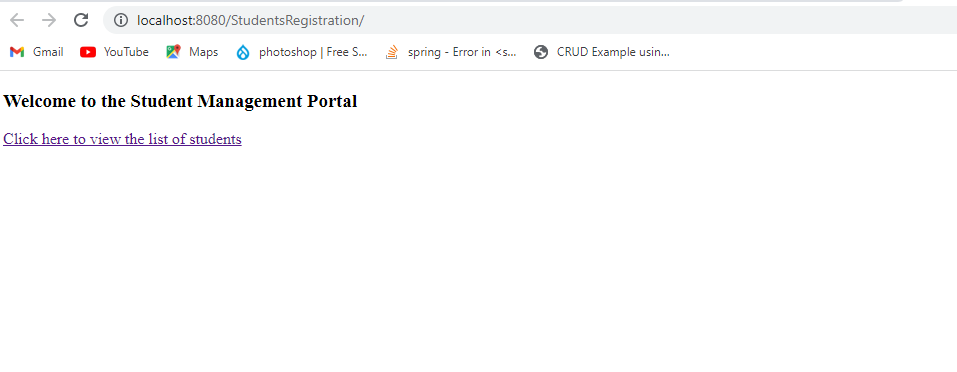 localhost:8080/StudentsRegistration/
Gmail YouTube Maps photoshop | Free S... spring - Error in <s... CRUD Example usin...
Welcome to the Student Management Portal
Click here to view the list of students